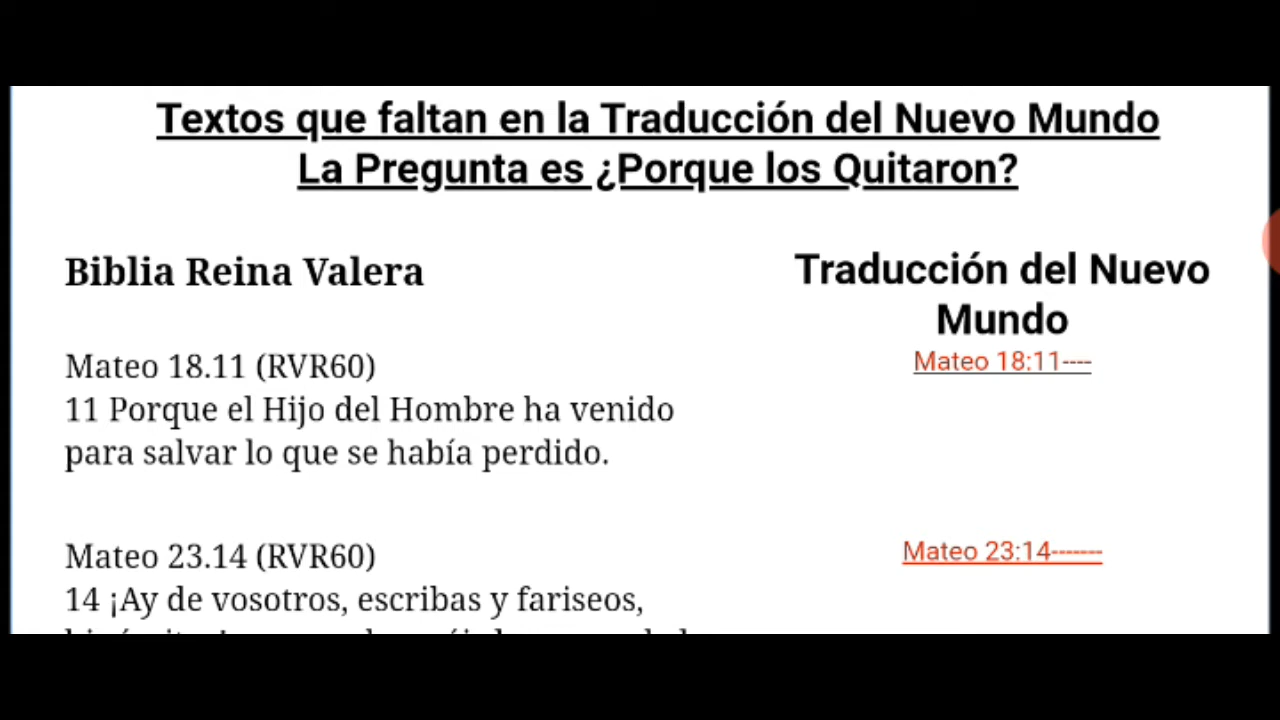 Textos que faltan en la Traducción del Nuevo Mundo
La Pregunta es ¿Porque los Quitaron?
Biblia Reina Valera
Traducción del Nuevo
Mundo
Mateo 18.11 (RVR60)
Mateo 18:11----
11 Porque el Hijo del Hombre ha venido
para salvar lo que se había perdido.
Mateo 23.14 (RVR60)
Mateo 23:14-------
14 ¡Ay de vosotros, escribas y fariseos,